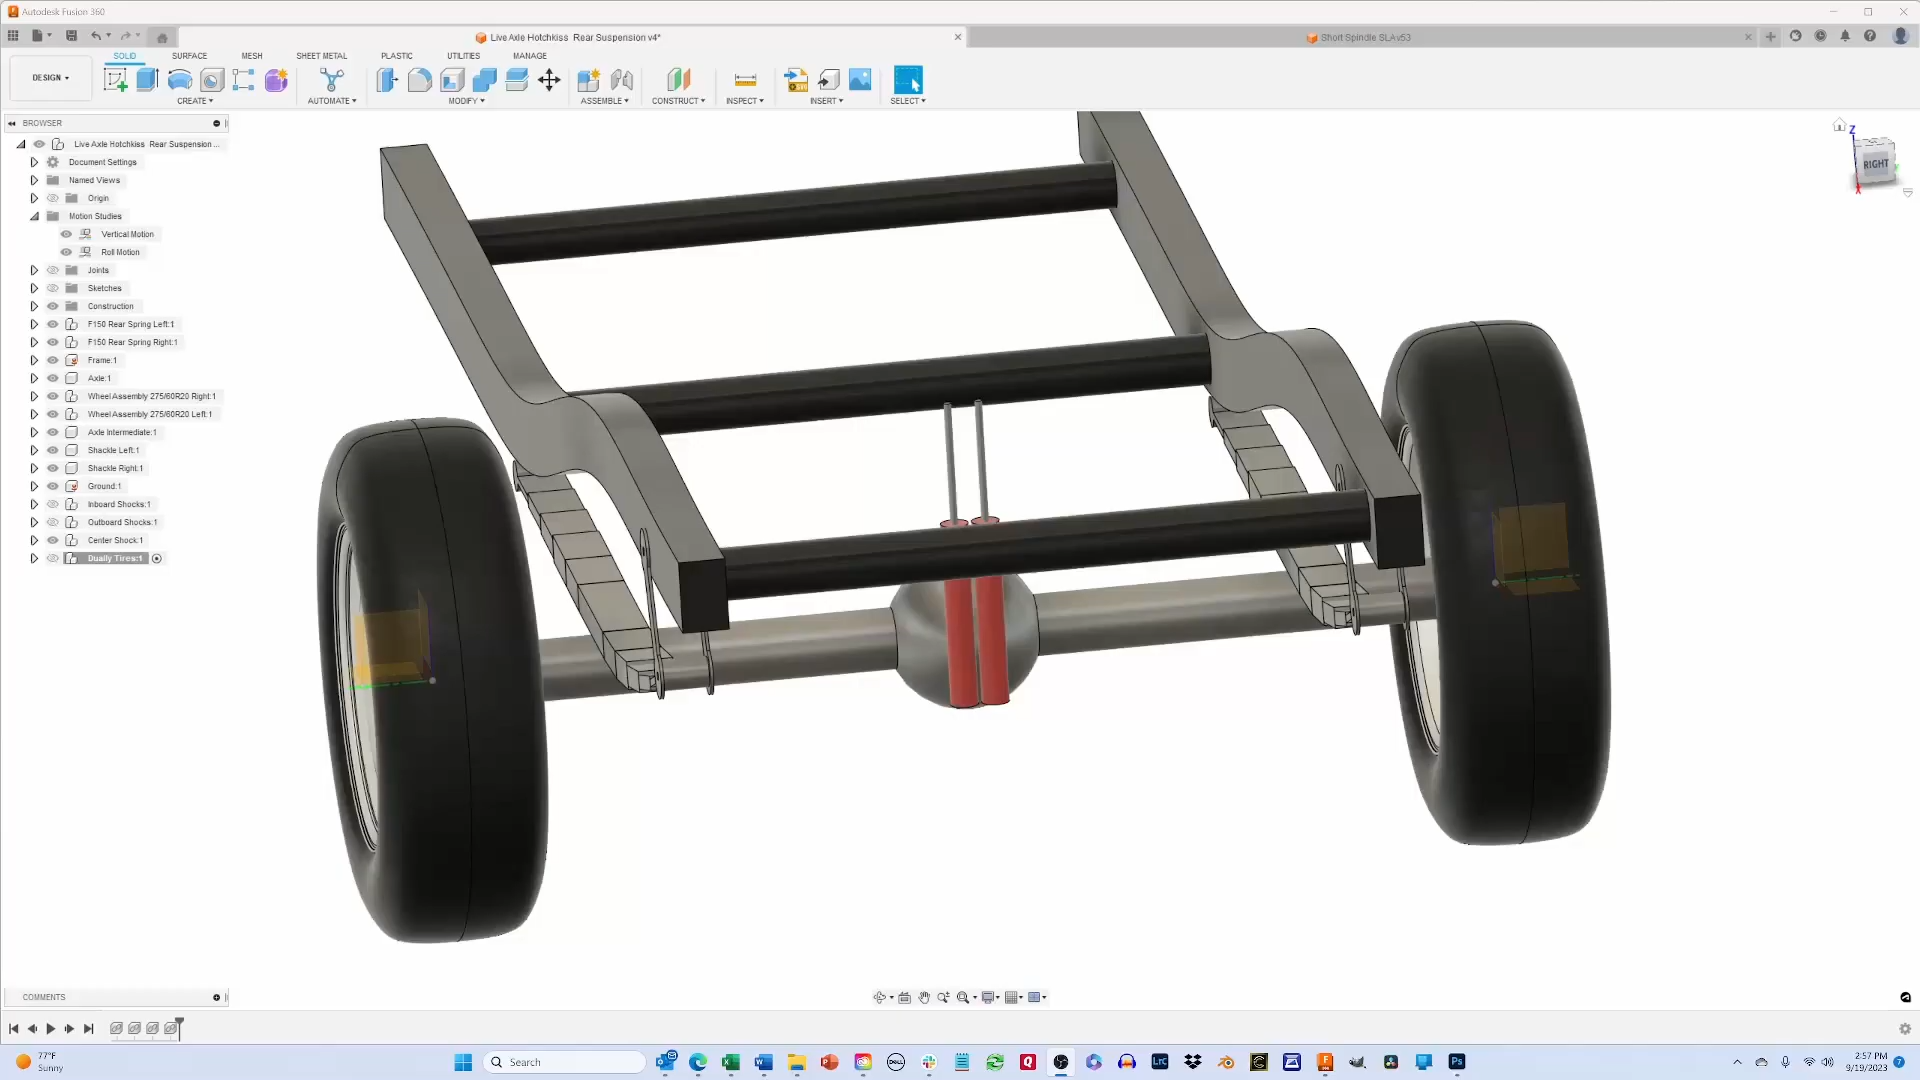 Autodesk Fusion 360
Live Axle Hotchkiss Rear Suspension v4*
Short Spindle SLA v53
DESIGN
SOLID
SURFACE
MESH
SHEET METAL
PLASTIC
UTILITIES
MANAGE
CREATE
AUTOMATE
MODIFY
ASSEMBLE
CONSTRUCT
INSPECT
INSERT
SELECT
BROWSER
Live Axle Hotchkiss Rear Suspension ...
Document Settings
Named Views
Origin
Motion Studies
Vertical Motion
Roll Motion
Joints
Sketches
Construction
F150 Rear Spring Left:1
F150 Rear Spring Right:1
Frame:1
Axle:1
Wheel Assembly 275/60R20 Right:1
Wheel Assembly 275/60R20 Left:1
Axle Intermediate:1
Shackle Left:1
Shackle Right:1
Ground:1
Inboard Shocks:1
Outboard Shocks:1
Center Shock:1
Dually Tires:1
Z
RIGHT
X
COMMENTS
77°F
Sunny
Search
DELL
LrC
Ps
2:57 PM
9/19/2023